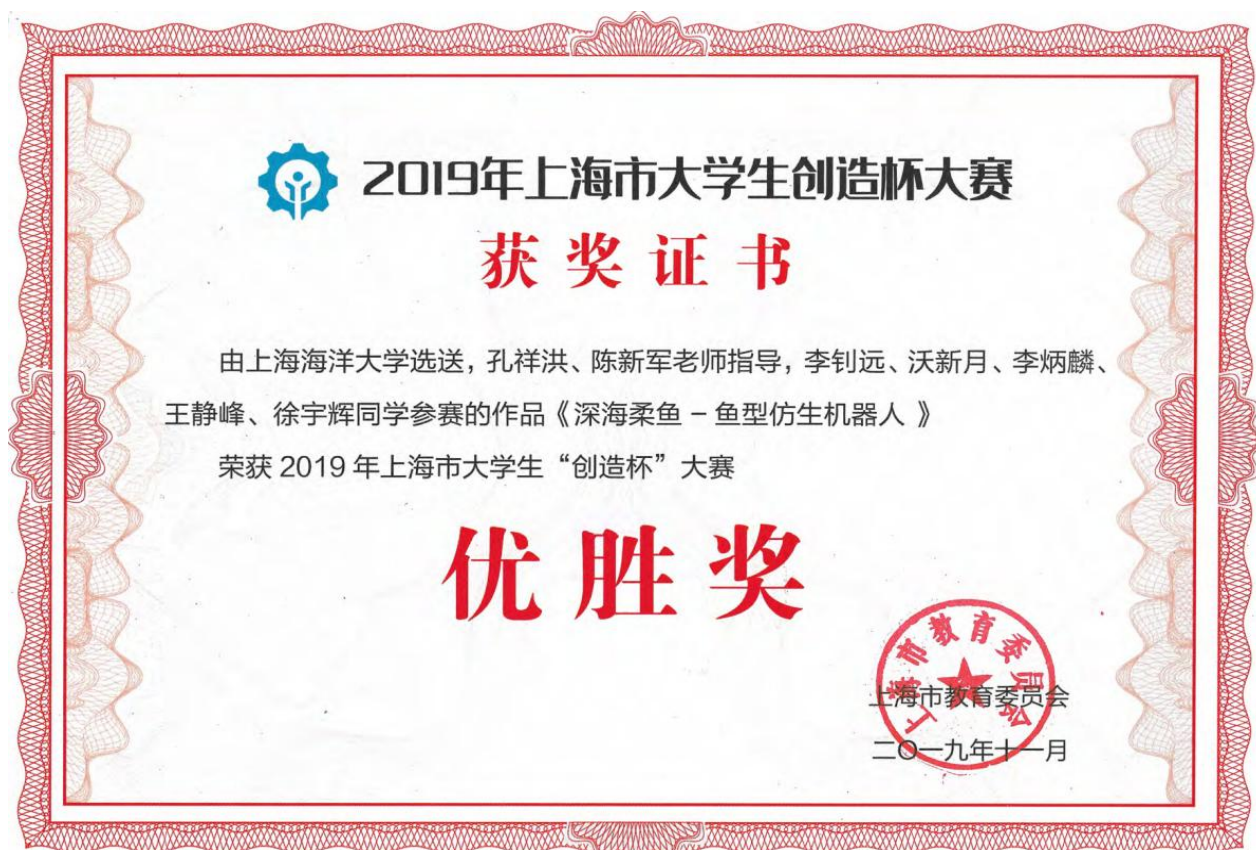 2019年上海市大学生创造杯大赛
获奖证书
由上海海洋大学选送，孔祥洪、陈新军老师指导，李钊远、沃新月、李炳麟、
王静峰、徐宇辉同学参赛的作品《深海柔鱼－鱼型仿生机器人 》
荣获 2019 年上海市大学生“创造杯”大赛
优胜奖
上海市教育委员会
上海市教育委员会
二〇一九年十一月